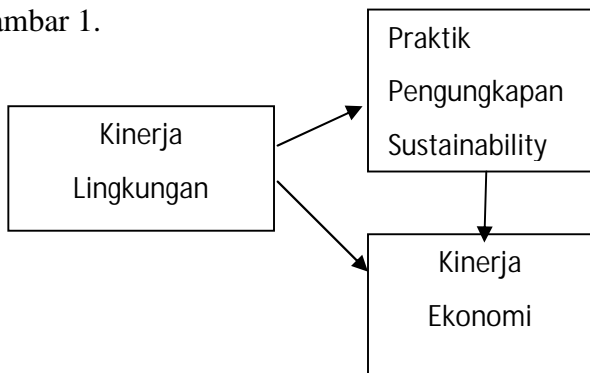 ambar 1.
Praktik
Pengungkapan
Sustainability
Kinerja
Lingkungan
Kinerja
Ekonomi